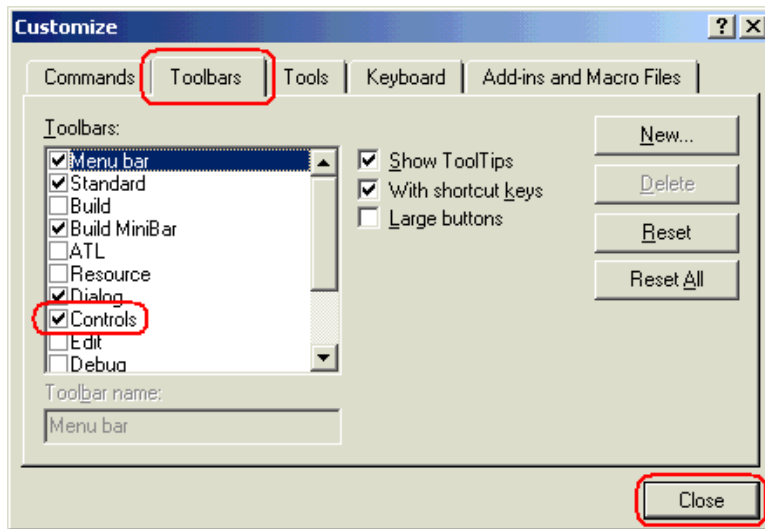 Customize
Commands Toolbars Tools Keyboard Add-ins and Macro Files
Toolbars:
Menu bar
Standard
Build
Build MiniBar
ATL
Resource
Dialog
Controls
Edit
Debug
Show ToolTips
With shortcut keys
Large buttons
New...
Delete
Reset
Reset All
Toolbar name:
Menu bar
Close